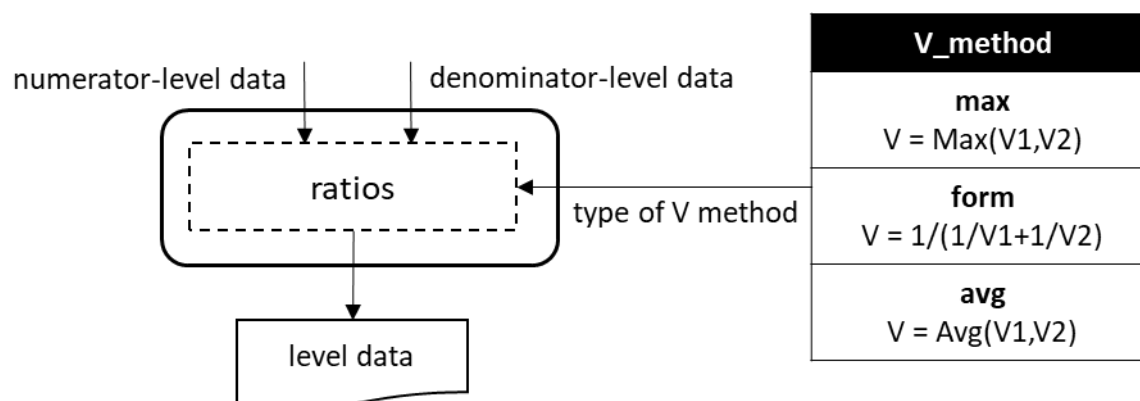 numerator-level data
denominator-level data
ratios
type of V method
level data
V_method
max
V = Max(V1,V2)
form
V = 1/(1/V1+1/V2)
avg
V = Avg(V1,V2)